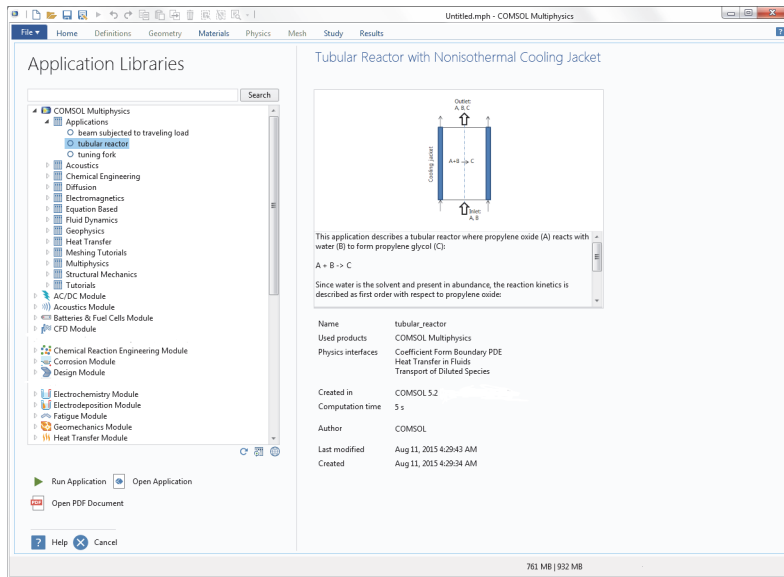 Untitled.mph - COMSOL Multiphysics
File Home Definitions Geometry Materials Physics Mesh Study Results
Application Libraries
Search
COMSOL Multiphysics
Applications
beam subjected to traveling load
tubular reactor
tuning fork
Acoustics
Chemical Engineering
Diffusion
Electromagnetics
Equation Based
Fluid Dynamics
Geophysics
Heat Transfer
Meshing Tutorials
Multiphysics
Structural Mechanics
Tutorials
AC/DC Module
Acoustics Module
Batteries & Fuel Cells Module
CFD Module
Chemical Reaction Engineering Module
Corrosion Module
Design Module
Electrochemistry Module
Electrodeposition Module
Fatigue Module
Geomechanics Module
Heat Transfer Module
Run Application Open Application
PDF Open PDF Document
? Help Cancel
Tubular Reactor with Nonisothermal Cooling Jacket
Outlet:
A, B, C
Cooling jacket
A+B → C
Inlet:
A, B
This application describes a tubular reactor where propylene oxide (A) reacts with
water (B) to form propylene glycol (C):
A + B -> C
Since water is the solvent and present in abundance, the reaction kinetics is
described as first order with respect to propylene oxide:
Name tubular_reactor
Used products COMSOL Multiphysics
Physics interfaces Coefficient Form Boundary PDE
Heat Transfer in Fluids
Transport of Diluted Species
Created in COMSOL 5.2
Computation time 5 s
Author COMSOL
Last modified Aug 11, 2015 4:29:43 AM
Created Aug 11, 2015 4:29:34 AM
761 MB | 932 MB